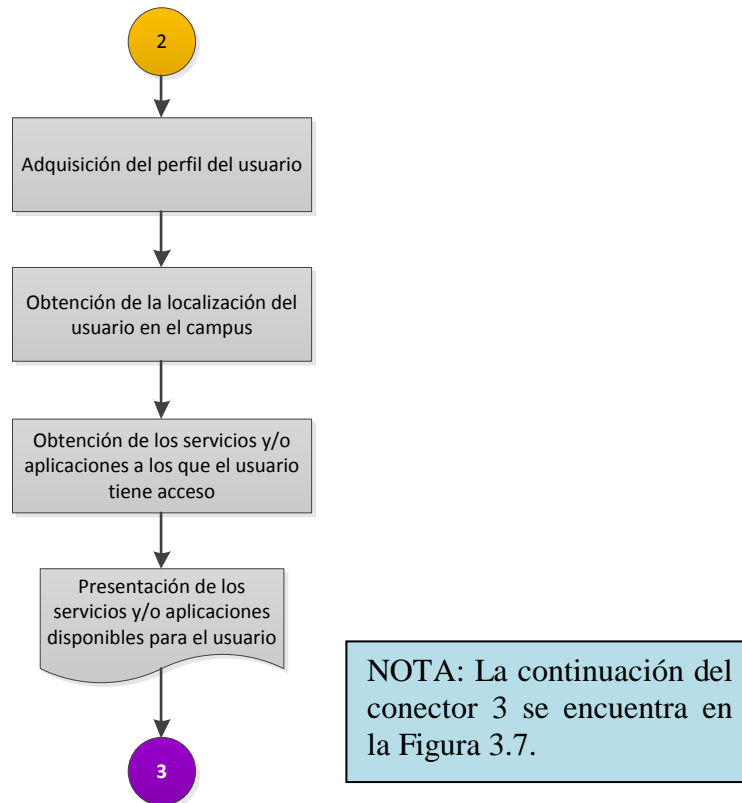 2
Adquisición del perfil del usuario
Obtención de la localización del
usuario en el campus
Obtención de los servicios y/o
aplicaciones a los que el usuario
tiene acceso
Presentación de los
servicios y/o aplicaciones
disponibles para el usuario
NOTA: La continuación del
conector 3 se encuentra en
la Figura 3.7.
3